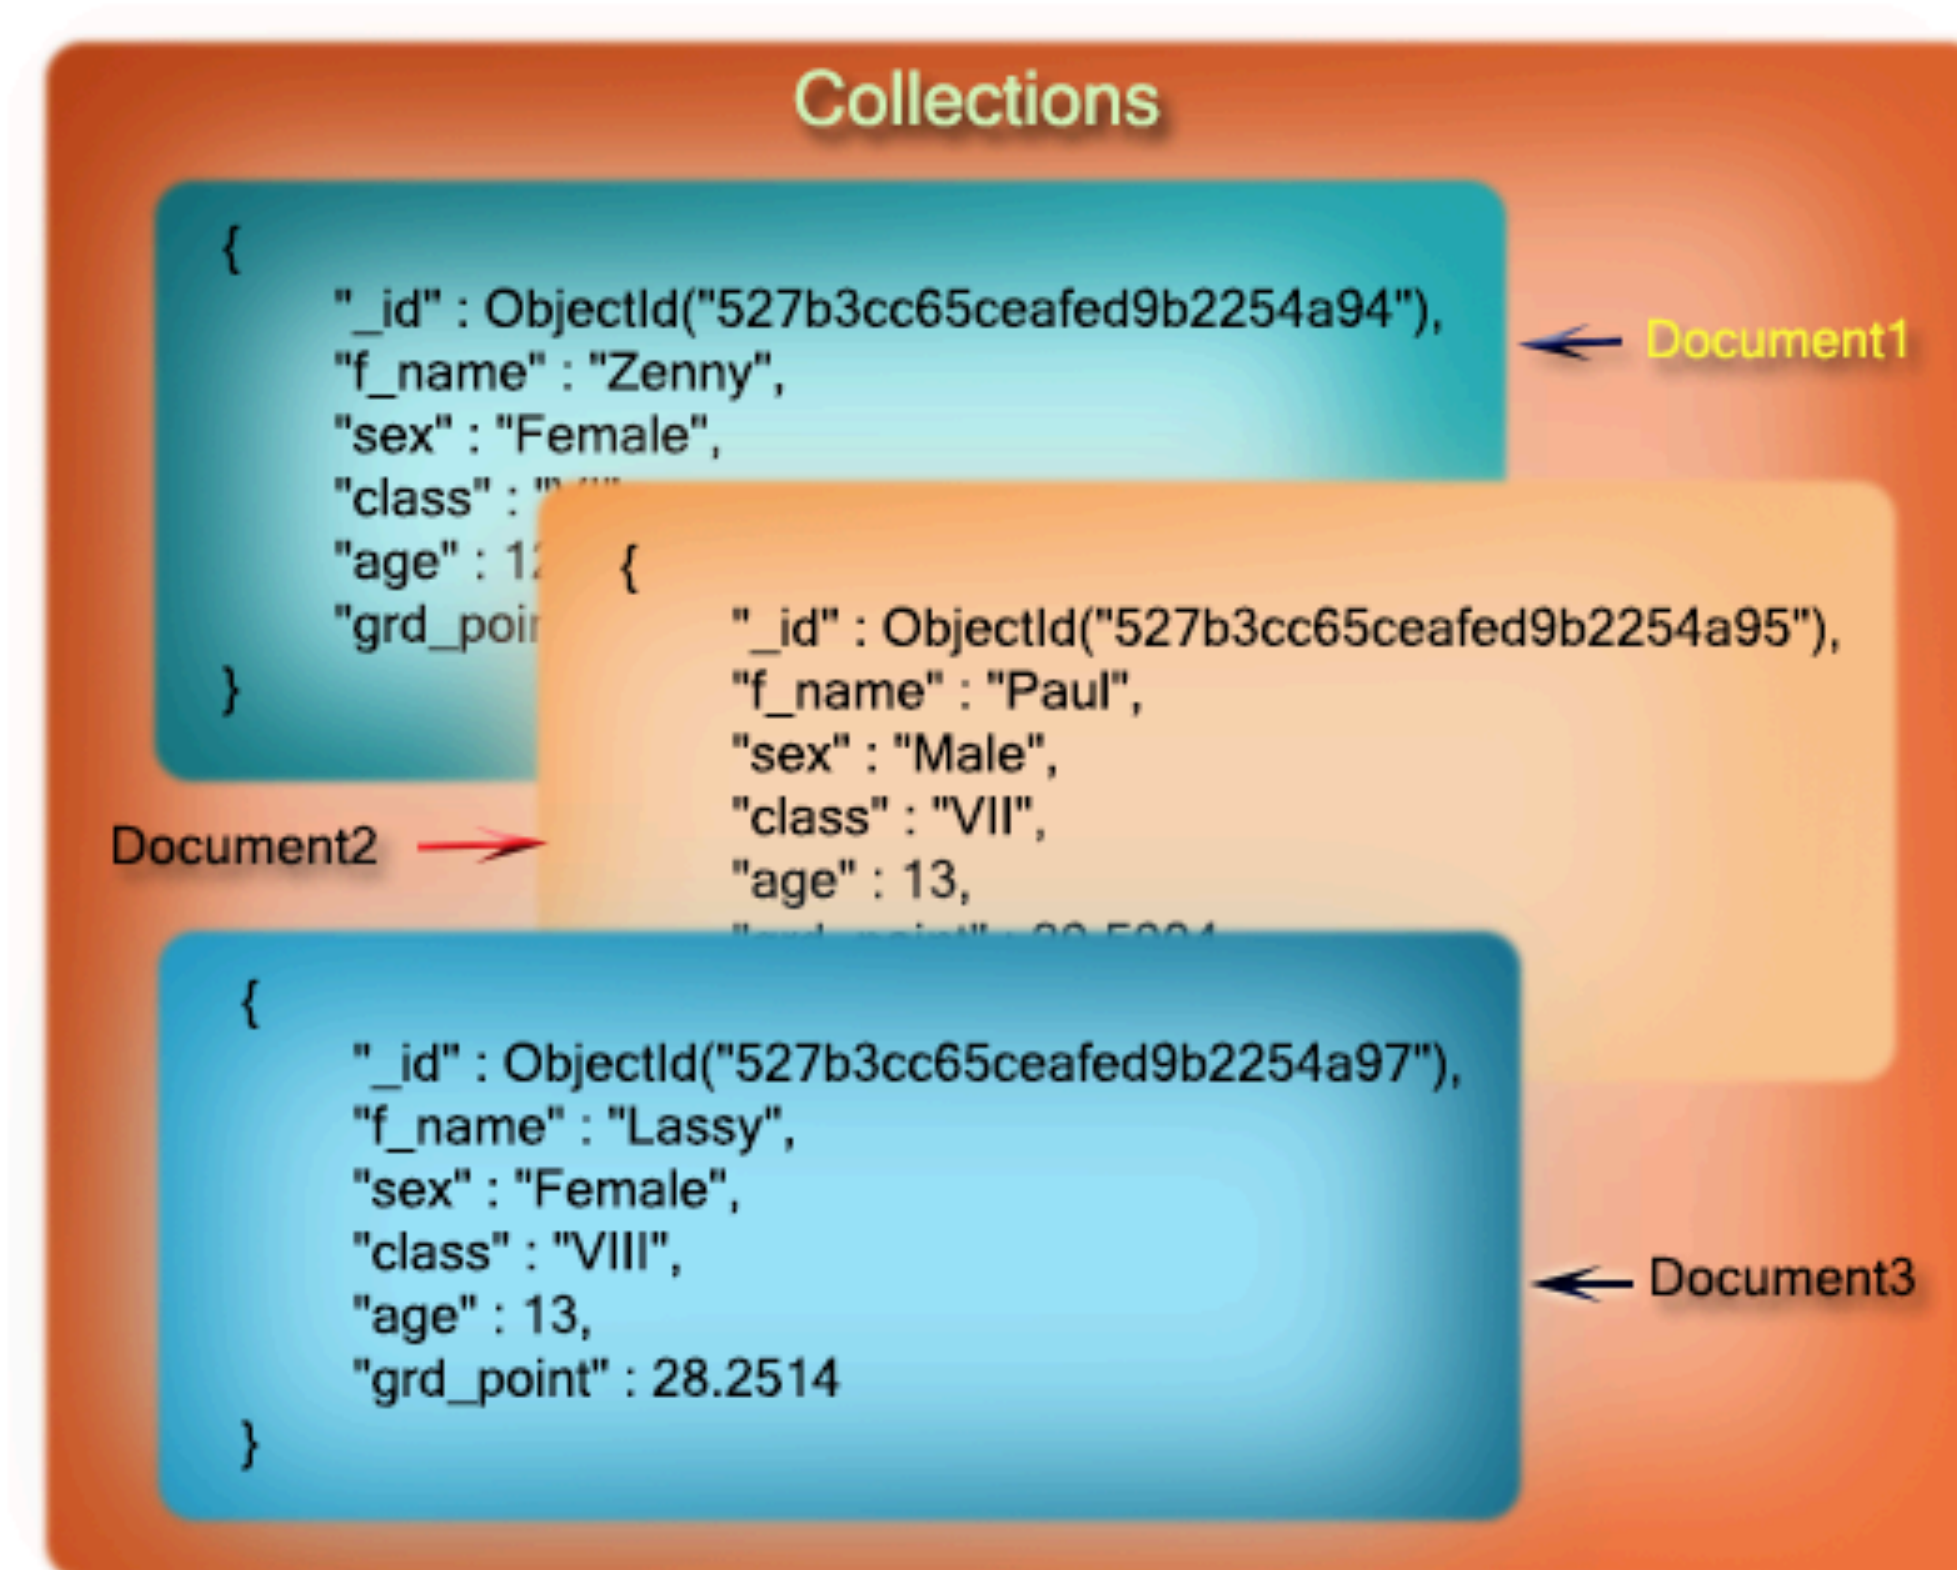 Collections
{
"_id" : ObjectId("527b3cc65ceafed9b2254a94"),
"f_name" : "Zenny",
"sex" : "Female",
"class" :
"age" :
}
Document1
{
"_id" : ObjectId("527b3cc65ceafed9b2254a95"),
"f_name" : "Paul",
"sex" : "Male",
"class" : "VII",
"age" : 13,
Document2
{
"_id" : ObjectId("527b3cc65ceafed9b2254a97"),
"f_name" : "Lassy",
"sex" : "Female",
"class" : "VIII",
"age" : 13,
"grd_point" : 28.2514
}
Document3